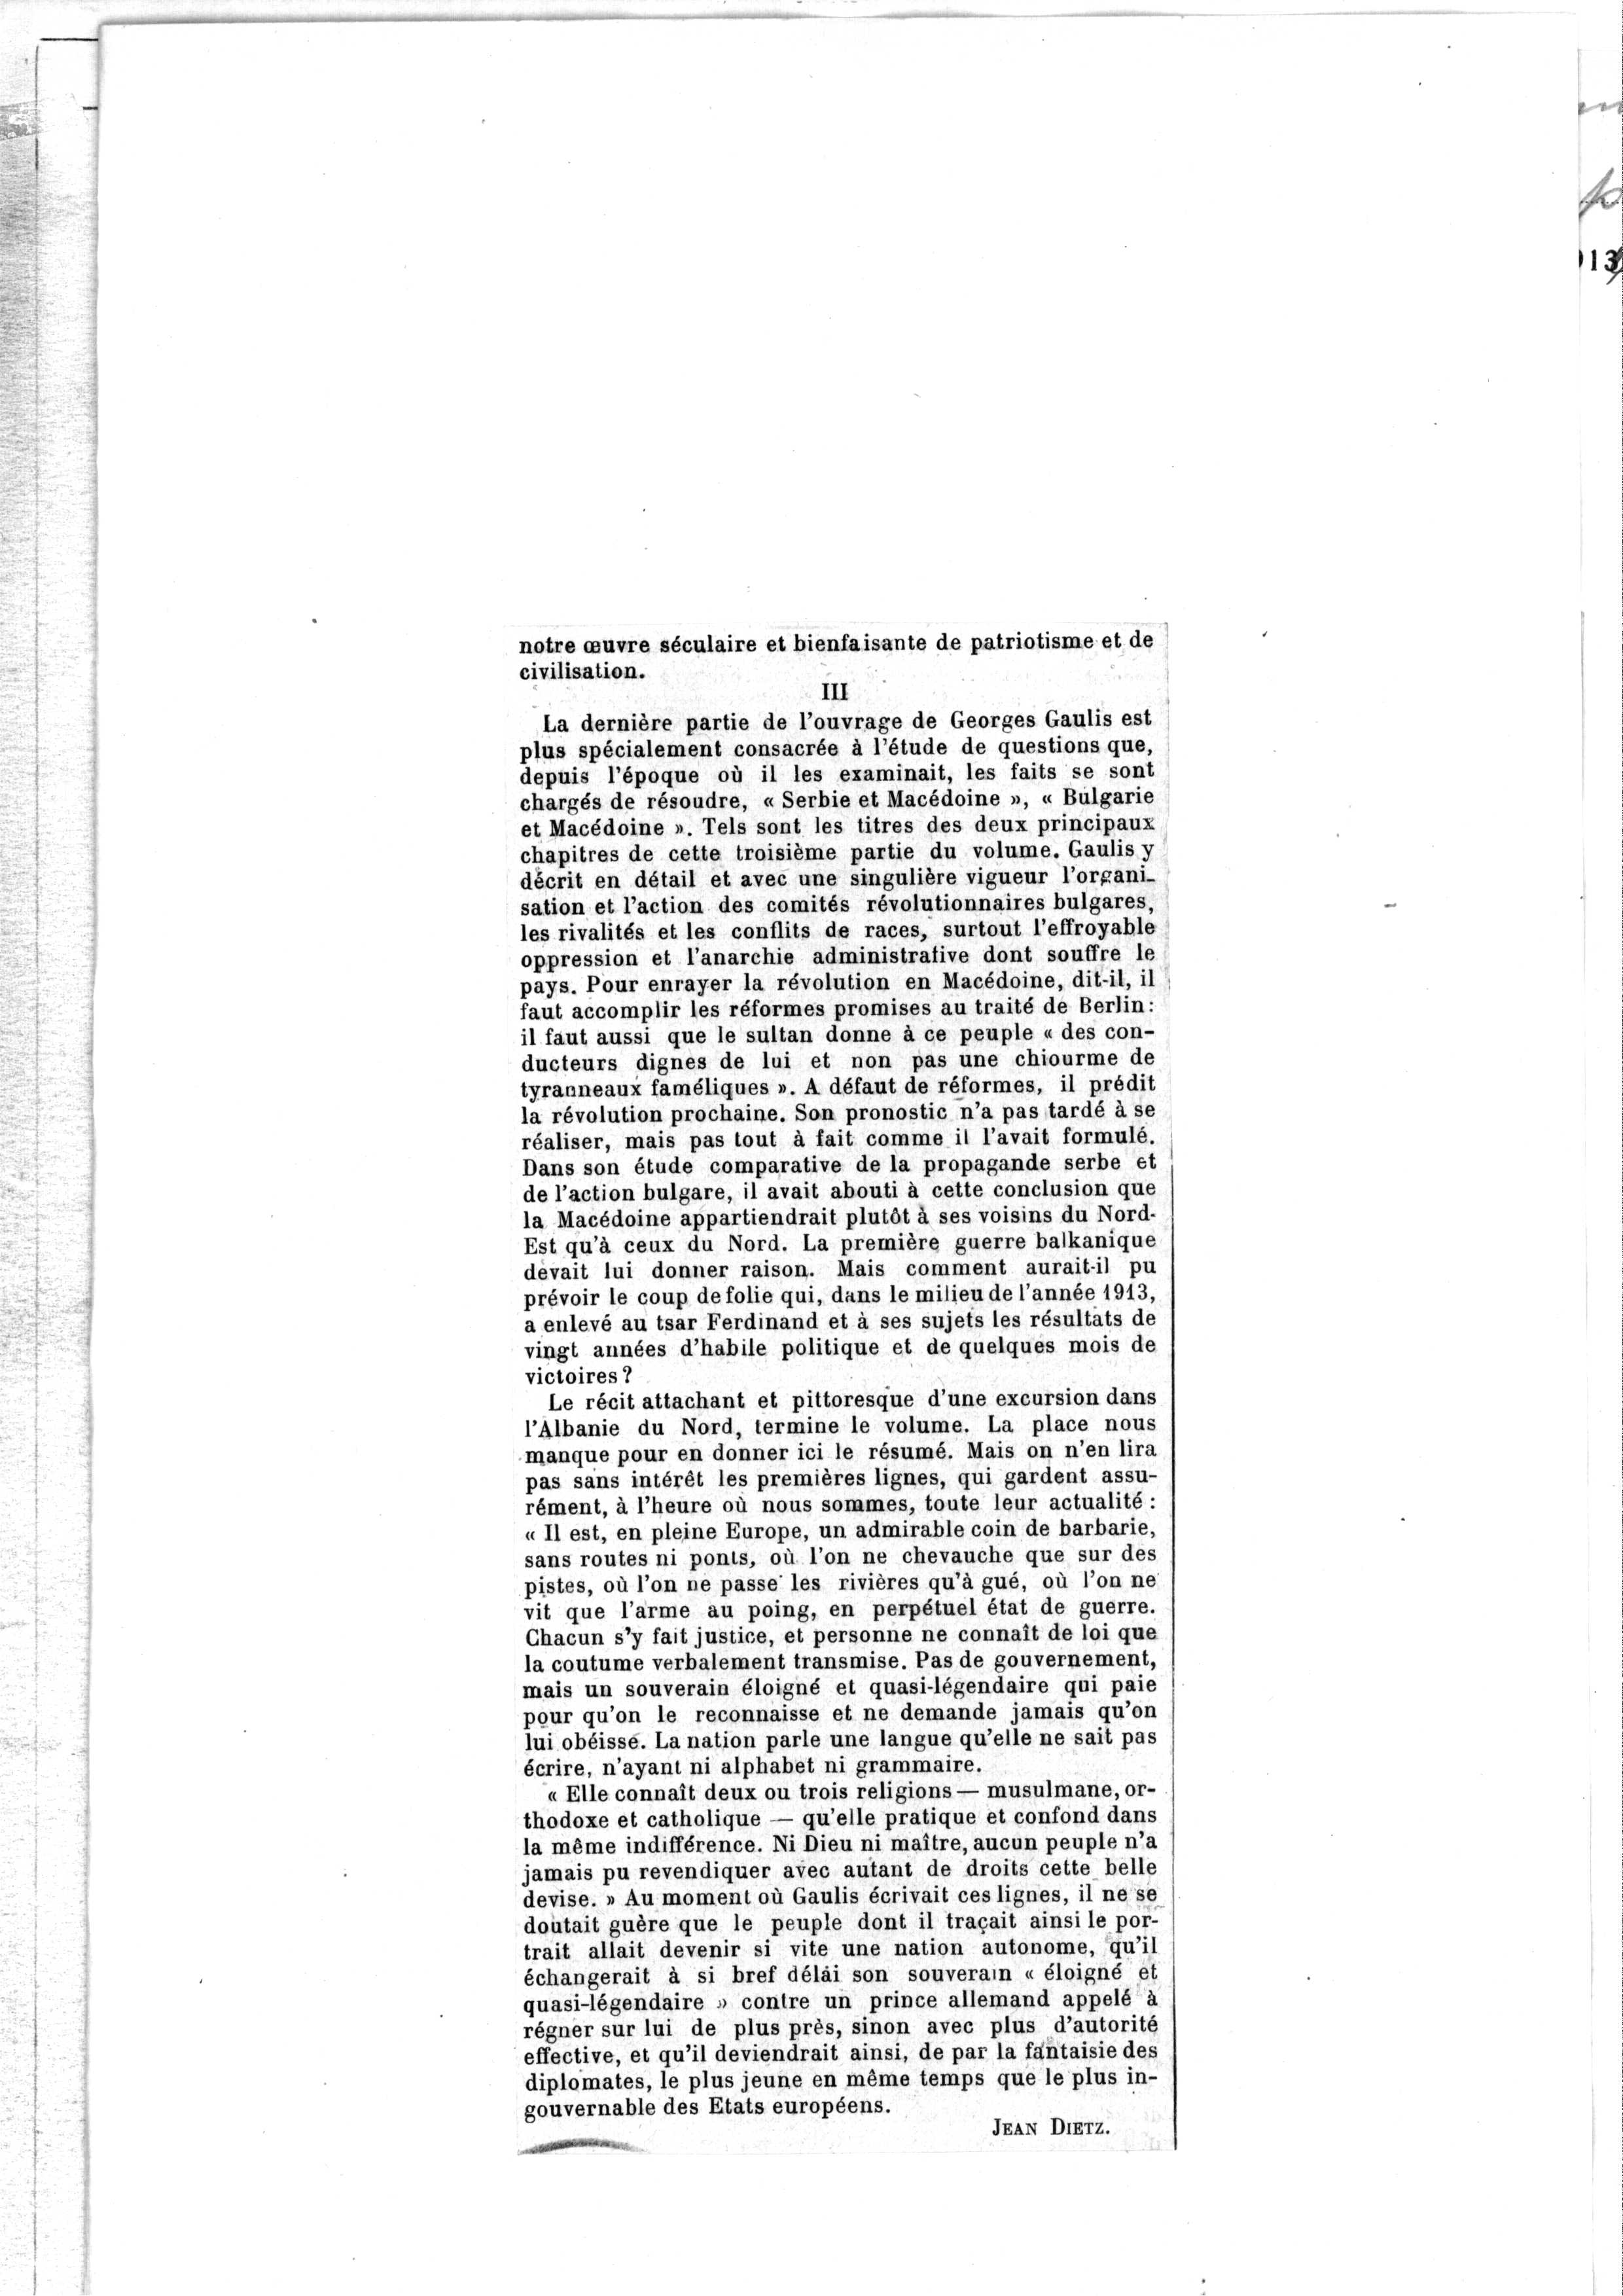 notre œuvre séculaire et bienfaisante de patriotisme et de
civilisation.
III
La dernière partie de l'ouvrage de Georges Gaulis est
plus spécialement consacrée à l'étude de questions que,
depuis l'époque où il les examinait, les faits se sont
chargés de résoudre, « Serbie et Macédoine », « Bulgarie
et Macédoine ». Tels sont les titres des deux principaux
chapitres de cette troisième partie du volume. Gaulis y
décrit en détail et avec une singulière vigueur l'organi-
sation et l'action des comités révolutionnaires bulgares,
les rivalités et les conflits de races, surtout l'effroyable
oppression et l'anarchie administrative dont souffre le
pays. Pour enrayer la révolution en Macédoine, dit-il, il
faut accomplir les réformes promises au traité de Berlin:
il faut aussi que le sultan donne à ce peuple « des con-
ducteurs dignes de lui et non pas une chiourme de
tyranneaux faméliques ». A défaut de réformes, il prédit
la révolution prochaine. Son pronostic n'a pas tardé à se
réaliser, mais pas tout à fait comme il l'avait formulé.
Dans son étude comparative de la propagande serbe et
de l'action bulgare, il avait abouti à cette conclusion que
la Macédoine appartiendrait plutôt à ses voisins du Nord-
Est qu'à ceux du Nord. La première guerre balkanique
devait lui donner raison. Mais comment aurait-il pu
prévoir le coup de folie qui, dans le milieu de l'année 1913,
a enlevé au tsar Ferdinand et à ses sujets les résultats de
vingt années d'habile politique et de quelques mois de
victoires ?
Le récit attachant et pittoresque d'une excursion dans
l'Albanie du Nord, termine le volume. La place nous
manque pour en donner ici le résumé. Mais on n'en lira
pas sans intérêt les premières lignes, qui gardent assu-
rément, à l'heure où nous sommes, toute leur actualité :
« Il est, en pleine Europe, un admirable coin de barbarie,
sans routes ni ponts, où l'on ne chevauche que sur des
pistes, où l'on ne passe les rivières qu'à gué, où l'on ne
vit que l'arme au poing, en perpétuel état de guerre.
Chacun s'y fait justice, et personne ne connaît de loi que
la coutume verbalement transmise. Pas de gouvernement,
mais un souverain éloigné et quasi-légendaire qui paie
pour qu'on le reconnaisse et ne demande jamais qu'on
lui obéisse. La nation parle une langue qu'elle ne sait pas
écrire, n'ayant ni alphabet ni grammaire.
« Elle connaît deux ou trois religions — musulmane, or-
thodoxe et catholique — qu'elle pratique et confond dans
la même indifférence. Ni Dieu ni maître, aucun peuple n'a
jamais pu revendiquer avec autant de droits cette belle
devise. » Au moment où Gaulis écrivait ces lignes, il ne se
doutait guère que le peuple dont il traçait ainsi le por-
trait allait devenir si vite une nation autonome, qu'il
échangerait à si bref délai son souverain « éloigné et
quasi-légendaire » contre un prince allemand appelé à
régner sur lui de plus près, sinon avec plus d'autorité
effective, et qu'il deviendrait ainsi, de par la fantaisie des
diplomates, le plus jeune en même temps que le plus in-
gouvernable des Etats européens.
JEAN DIETZ.